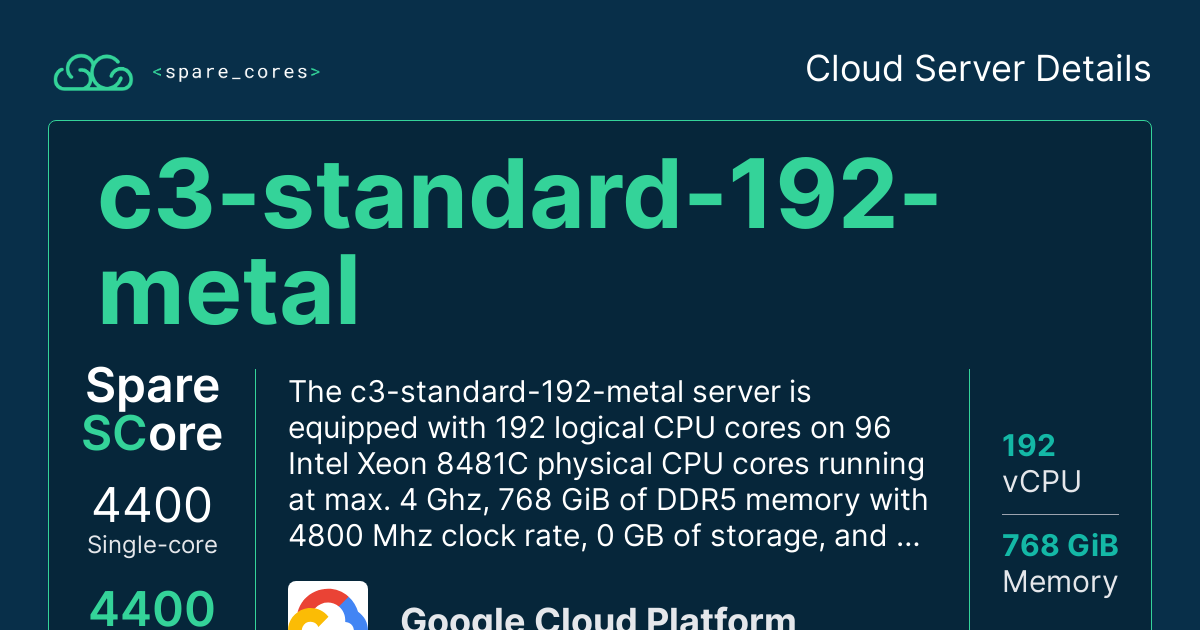 <spare_cores>
Cloud Server Details
c3-standard-192-
metal
Spare
SCore
4400
Single-core
4400
The c3-standard-192-metal server is
equipped with 192 logical CPU cores on 96
Intel Xeon 8481C physical CPU cores running
at max. 4 Ghz, 768 GiB of DDR5 memory with
4800 Mhz clock rate, 0 GB of storage, and ...
Google Cloud Platform
192
vCPU
768 GiB
Memory